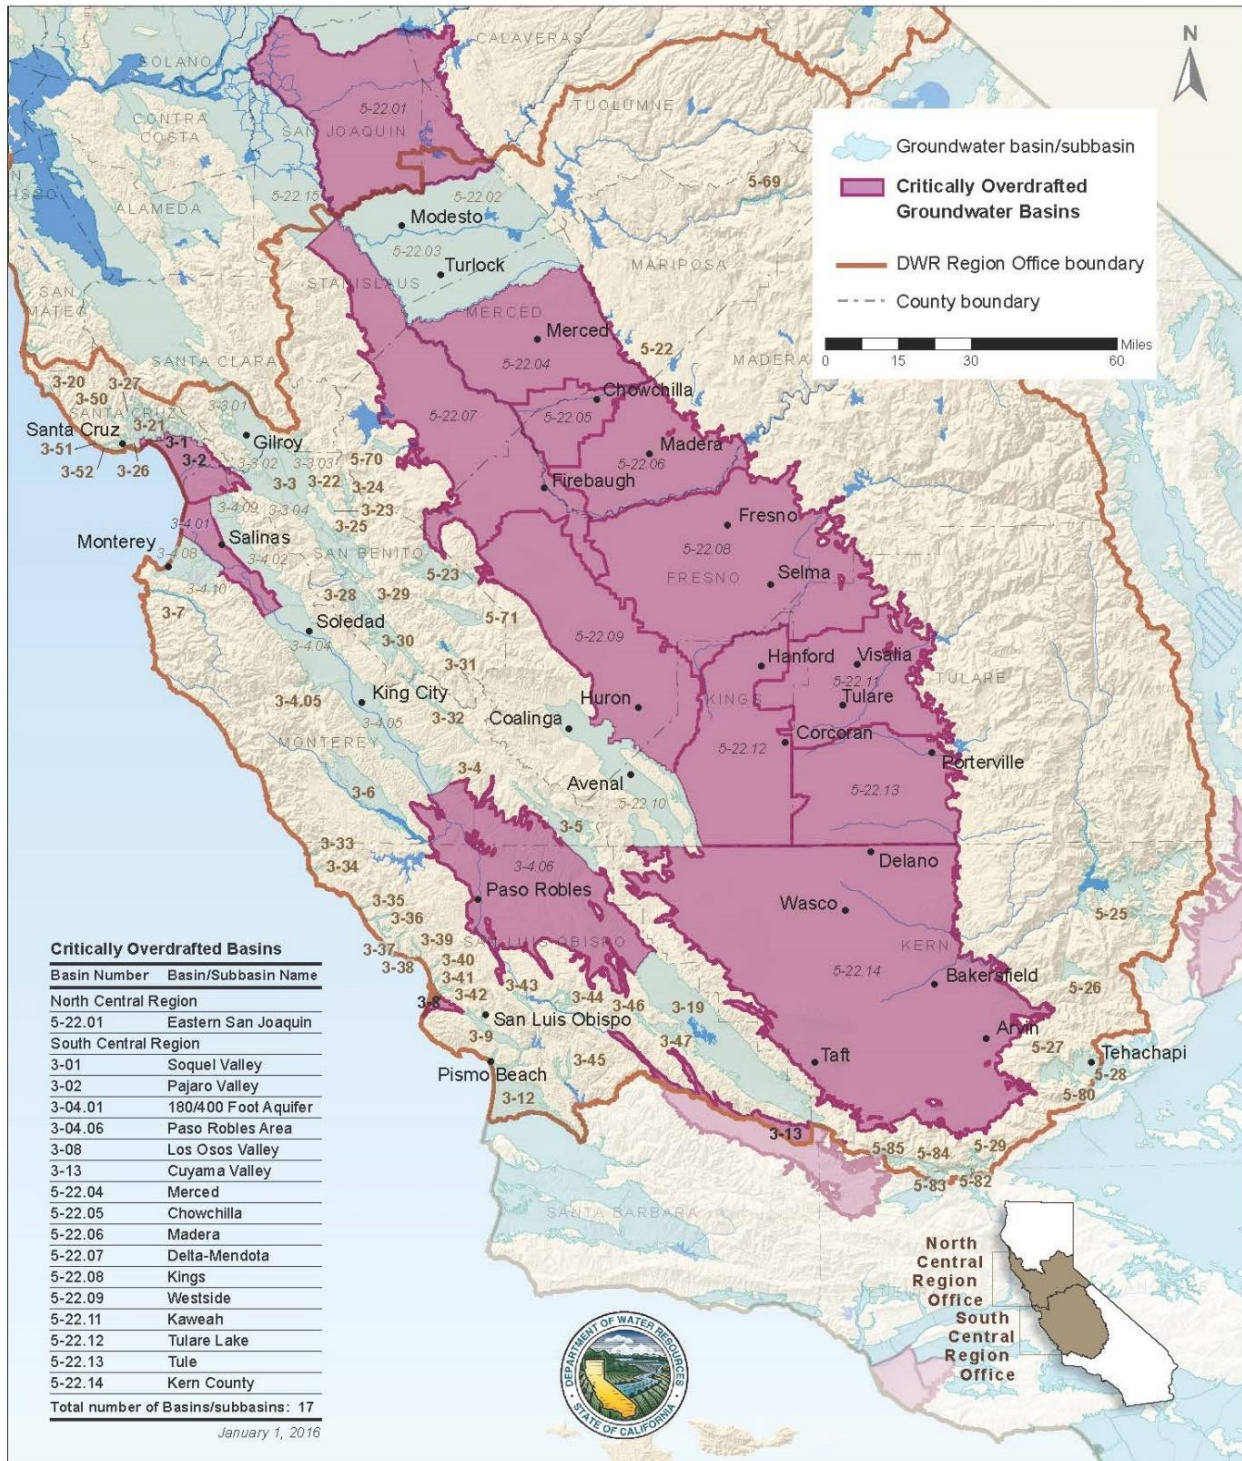 N
CALAVERAS
SOLANO
TUOLUMNE
5-22.01
CONTRA COSTA
SAN JOAQUIN
Groundwater basin/subbasin
Critically Overdrafted
Groundwater Basins
DWR Region Office boundary
County boundary
Miles
0 15 30 60
5-69
5-22.15
5-22.02
ALAMEDA
Modesto
5-22.03
Turlock
MARIPOSA
STANISLAUS
SAN MATEO
MERCED
Merced
5-22.04
5-22
MADERA
SANTA CLARA
3-20
3-27
3-50
Chowchilla
5-22.05
5-22.07
SANTA CRUZ
3-3.01
3-21
Santa Cruz
3-1
Gilroy
Madera
5-22.06
3-51
3-52
3-26
3-2
3-3.02
3-3.03
3-3
3-22
5-70
3-24
3-23
3-25
3-3.04
3-4.09
Firebaugh
Fresno
5-22.08
FRESNO
3-4.01
Salinas
Monterey
3-4.08
3-4.02
3-4.10
SAN BENITO
5-23
Selma
3-7
3-28
3-29
5-71
Soledad
3-4.04
3-30
5-22.09
3-31
Hanford
Visalia
5-22.11
TULARE
KINGS
Tulare
3-4.05
King City
3-4.05
Huron
3-32
Coalinga
Corcoran
5-22.12
MONTEREY
Porterville
3-4
Avenal
5-22.13
3-6
5-22.10
3-5
3-33
3-34
3-4.06
Delano
Paso Robles
Wasco
3-35
3-36
5-25
SAN LUIS OBISPO
KERN
3-37
3-38
3-39
3-40
3-41
3-42
3-43
3-44
3-46
5-22.14
Bakersfield
5-26
3-8
3-19
San Luis Obispo
3-9
3-47
Arvin
5-27
Taft
Tehachapi
5-28
Pismo Beach
3-45
5-80
3-12
3-13
5-85
5-84
5-29
5-83
5-82
SANTA BARBARA
Critically Overdrafted Basins
Basin Number Basin/Subbasin Name
North Central Region
5-22.01 Eastern San Joaquin
South Central Region
3-01 Soquel Valley
3-02 Pajaro Valley
3-04.01 180/400 Foot Aquifer
3-04.06 Paso Robles Area
3-08 Los Osos Valley
3-13 Cuyama Valley
5-22.04 Merced
5-22.05 Chowchilla
5-22.06 Madera
5-22.07 Delta-Mendota
5-22.08 Kings
5-22.09 Westside
5-22.11 Kaweah
5-22.12 Tulare Lake
5-22.13 Tule
5-22.14 Kern County
Total number of Basins/subbasins: 17
January 1, 2016
DEPARTMENT OF WATER RESOURCES
STATE OF CALIFORNIA
North
Central
Region
Office
South
Central
Region
Office